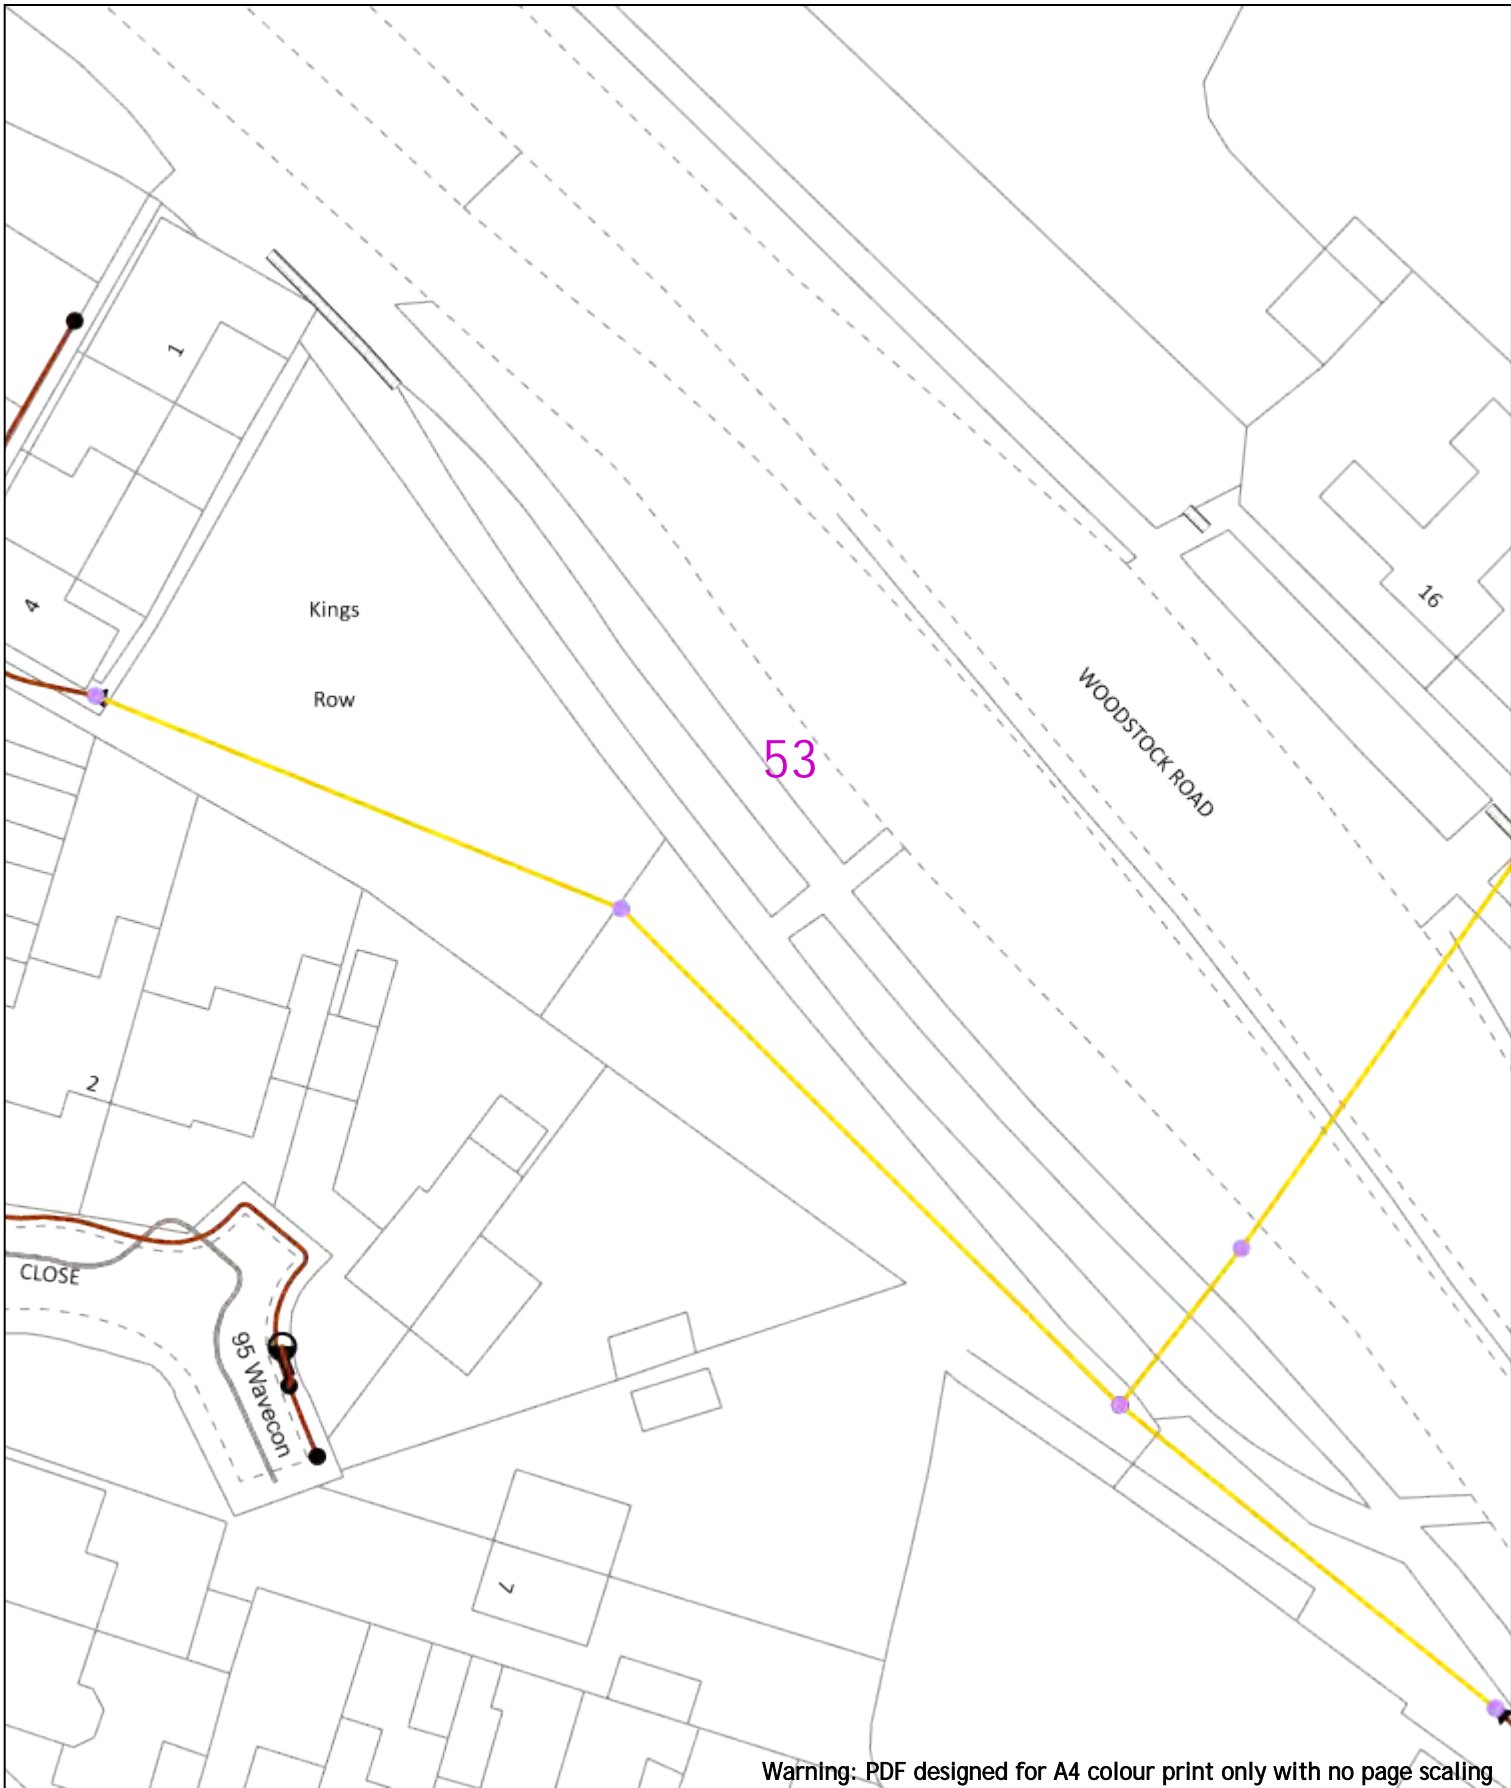 1
4
Kings
Row
53
WOODSTOCK ROAD
16
2
CLOSE
95 Wavecon
7
Warning: PDF designed for A4 colour print only with no page scaling